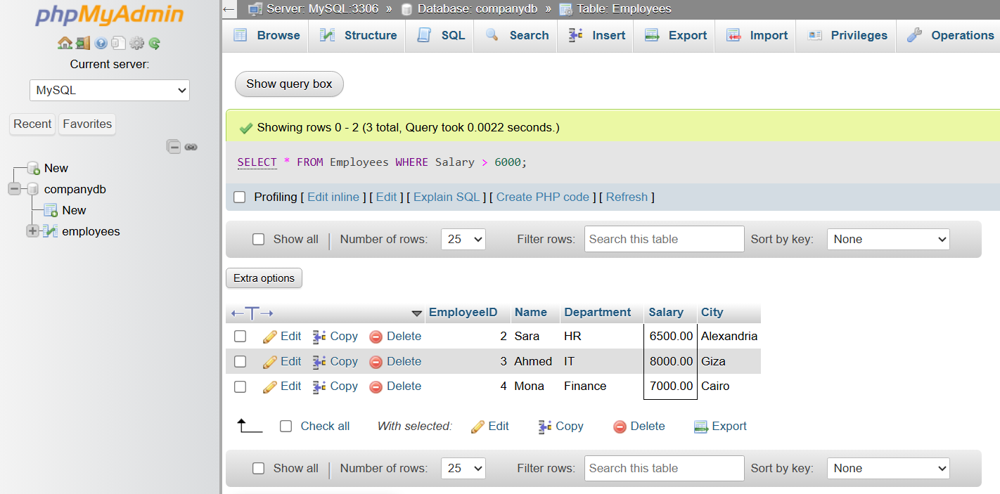 phpMyAdmin
Current server:
MySQL
Recent Favorites
New
companydb
New
employees
Server: MySQL:3306 » Database: companydb » Table: Employees
Browse Structure SQL Search Insert Export Import Privileges Operations
Show query box
Showing rows 0 - 2 (3 total, Query took 0.0022 seconds.)
SELECT * FROM Employees WHERE Salary > 6000;
Profiling [ Edit inline ] [ Edit ] [ Explain SQL ] [ Create PHP code ] [ Refresh ]
Show all | Number of rows: 25 Filter rows: Search this table Sort by key: None
Extra options
←T→ EmployeeID Name Department Salary City
Edit Copy Delete 2 Sara HR 6500.00 Alexandria
Edit Copy Delete 3 Ahmed IT 8000.00 Giza
Edit Copy Delete 4 Mona Finance 7000.00 Cairo
Check all With selected: Edit Copy Delete Export
Show all | Number of rows: 25 Filter rows: Search this table Sort by key: None